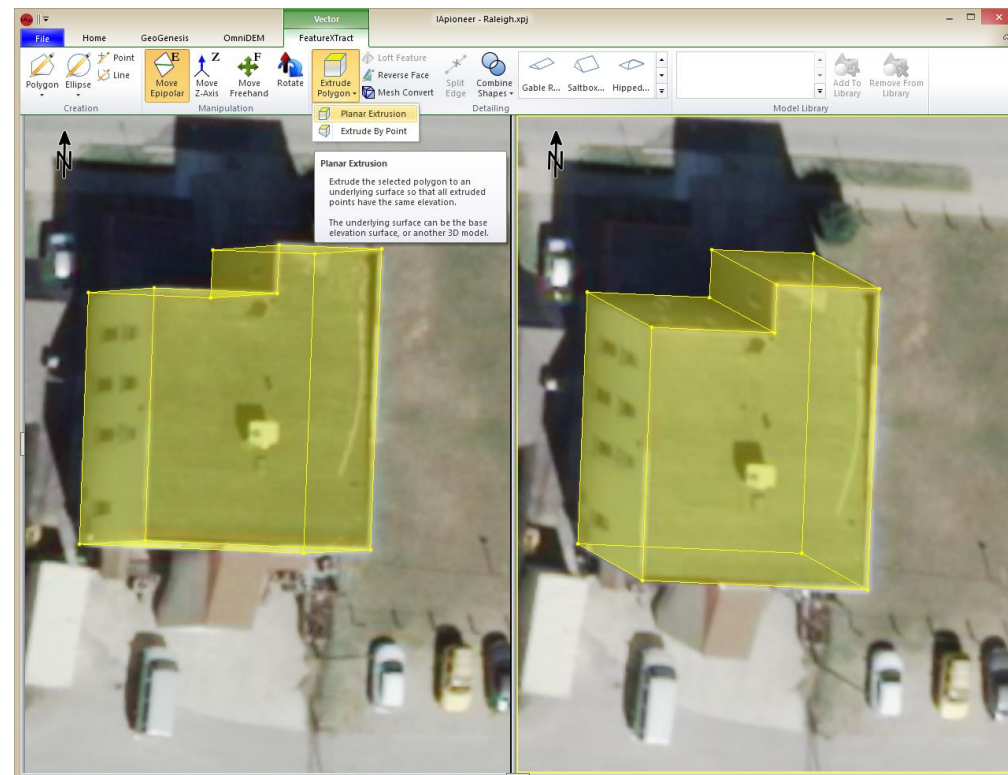 Vector
IApioneer - Raleigh.xpj
File Home GeoGenesis OmniDEM FeatureXTract
Polygon Ellipse Point Line
Creation
Move Epipolar E
Move Z-Axis Z
Move Freehand F
Rotate
Manipulation
Extrude Polygon
Loft Feature
Reverse Face
Mesh Convert
Split Edge
Combine Shapes
Detailing
Gable R... Saltbox... Hipped...
Add To Library
Remove From Library
Model Library
Planar Extrusion
Extrude By Point
Planar Extrusion
Extrude the selected polygon to an
underlying surface so that all extruded
points have the same elevation.
The underlying surface can be the base
elevation surface, or another 3D model.
N
N